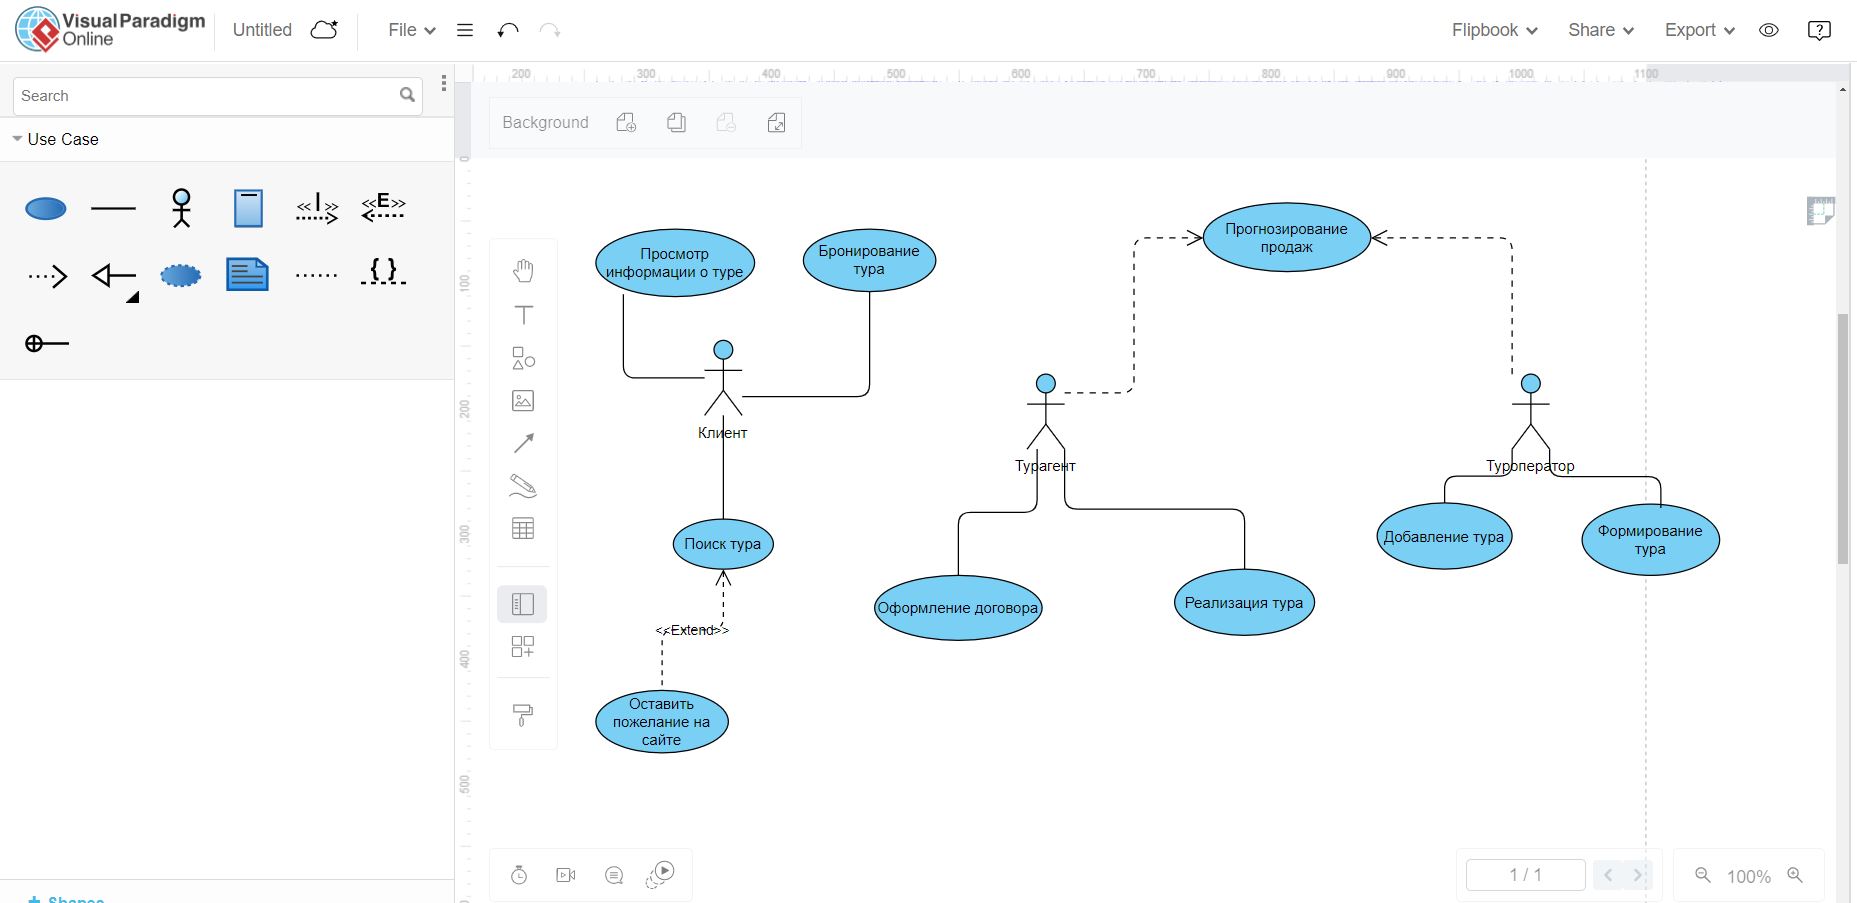 Visual Paradigm
Online
Untitled
File
Flipbook
Share
Export
Search
Use Case
<<I>>
<<E>>
{ }
200
300
400
500
600
700
800
900
1000
1100
Background
0
100
200
300
400
500
Просмотр
информации о туре
Бронирование
тура
Прогнозирование
продаж
Клиент
Турагент
Туроператор
Поиск тура
Добавление тура
Формирование
тура
Оформление договора
Реализация тура
<<Extend>>
Оставить
пожелание на
сайте
1 / 1
100%
+ Shapes